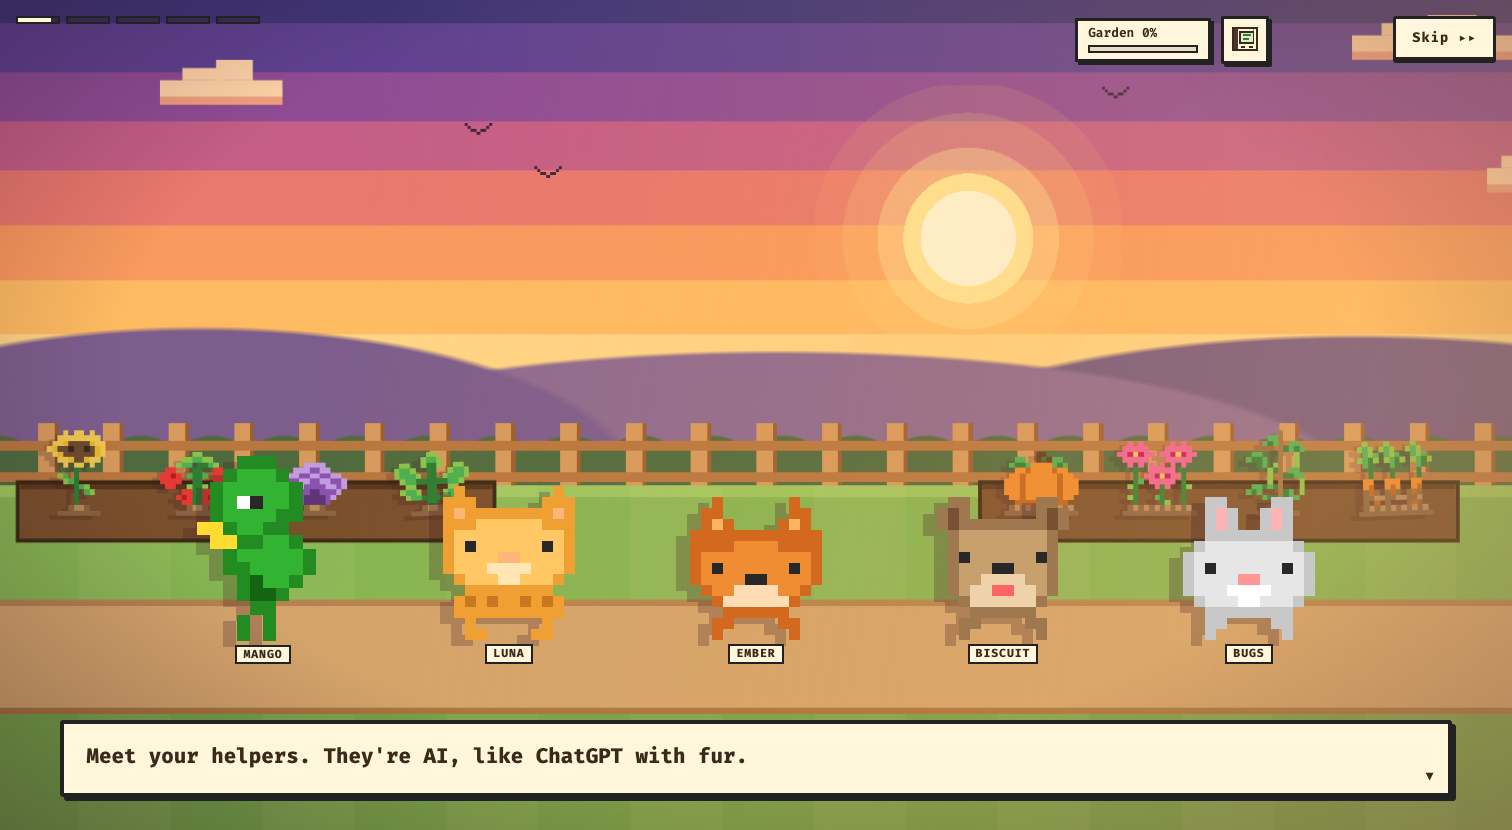 Garden 0%
Skip ▸▸
MANGO
LUNA
EMBER
BISCUIT
BUGS
Meet your helpers. They're AI, like ChatGPT with fur.
▼